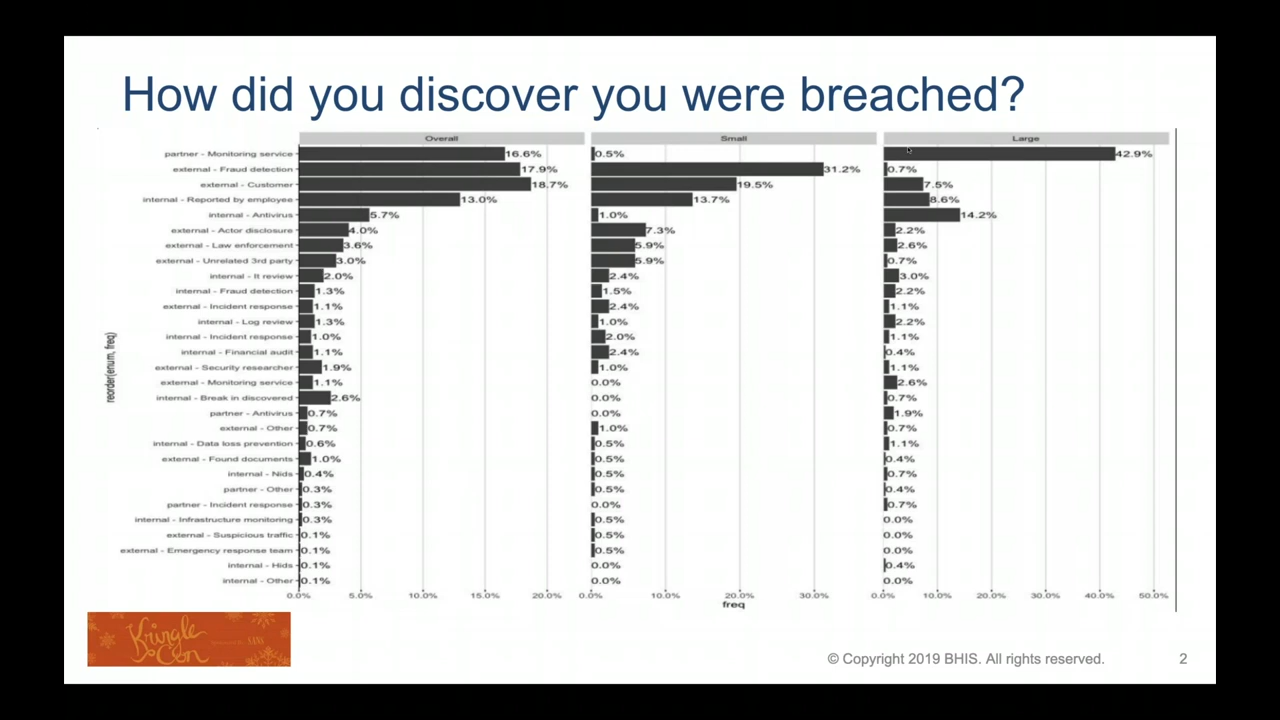 How did you discover you were breached?
Overall Small Large
partner - Monitoring service 16.6% 0.5% 42.9%
external - Fraud detection 17.9% 31.2% 0.7%
external - Customer 18.7% 19.5% 7.5%
internal - Reported by employee 13.0% 13.7% 8.6%
internal - Antivirus 5.7% 1.0% 14.2%
external - Actor disclosure 4.0% 7.3% 2.2%
external - Law enforcement 3.6% 5.9% 2.6%
external - Unrelated 3rd party 3.0% 5.9% 0.7%
internal - It review 2.0% 2.4% 3.0%
internal - Fraud detection 1.3% 1.5% 2.2%
external - Incident response 1.1% 2.4% 1.1%
internal - Log review 1.3% 1.0% 2.2%
internal - Incident response 1.0% 2.0% 1.1%
internal - Financial audit 1.1% 2.4% 0.4%
external - Security researcher 1.9% 1.0% 1.1%
external - Monitoring service 1.1% 0.0% 2.6%
internal - Break in discovered 2.6% 0.0% 0.7%
partner - Antivirus 0.7% 0.0% 1.9%
external - Other 0.7% 1.0% 0.7%
internal - Data loss prevention 0.6% 0.5% 1.1%
external - Found documents 1.0% 0.5% 0.4%
internal - Nids 0.4% 0.5% 0.7%
partner - Other 0.3% 0.5% 0.4%
partner - Incident response 0.3% 0.0% 0.7%
internal - Infrastructure monitoring 0.3% 0.5% 0.0%
external - Suspicious traffic 0.1% 0.5% 0.0%
external - Emergency response team 0.1% 0.5% 0.0%
internal - Hids 0.1% 0.0% 0.4%
internal - Other 0.1% 0.0% 0.0%
0.0% 5.0% 10.0% 15.0% 20.0% 0.0% 10.0% 20.0% 30.0% 0.0% 10.0% 20.0% 30.0% 40.0% 50.0%
freq
reorder(enum, freq)
Kringle
Con
SANS
© Copyright 2019 BHIS. All rights reserved. 2